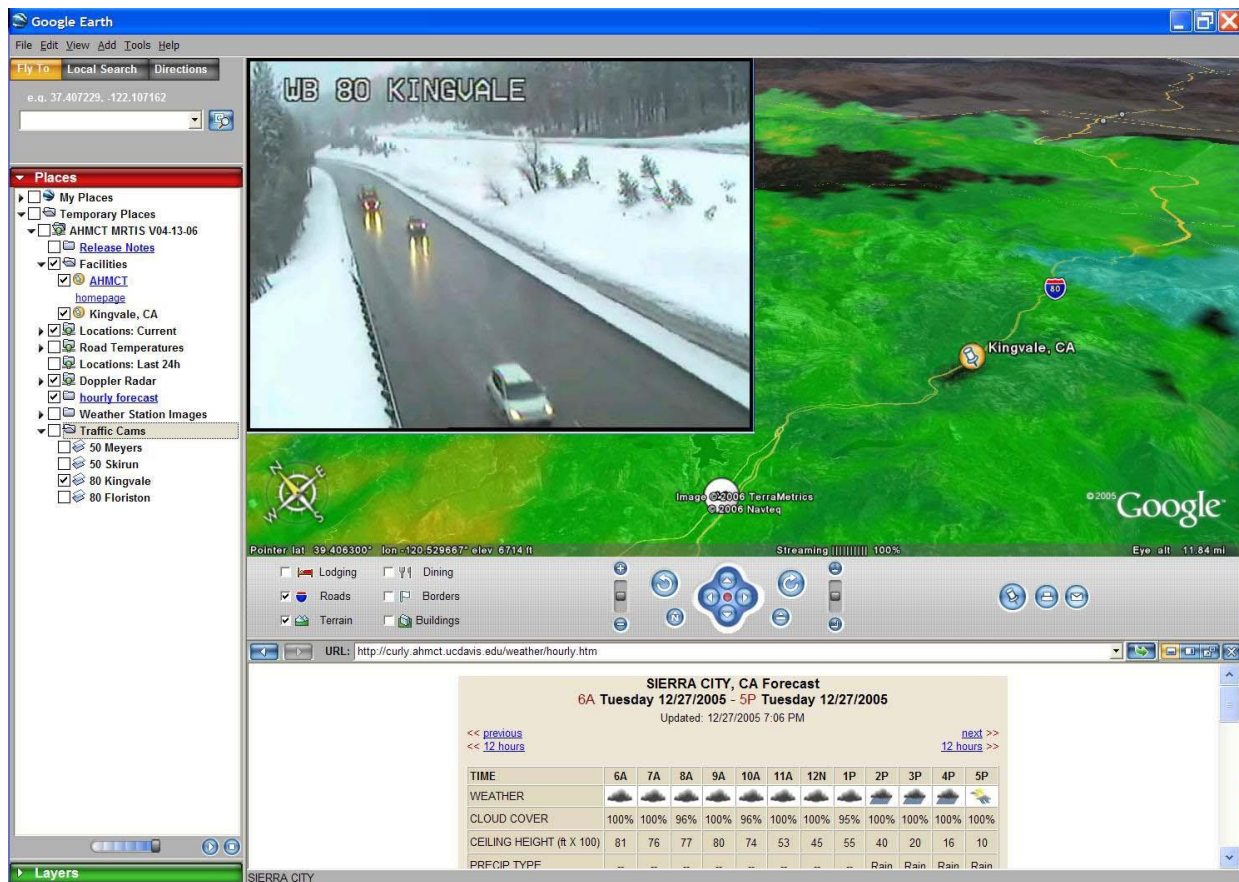 Google Earth
File Edit View Add Tools Help
Fly To Local Search Directions
e.g. 37.407229, -122.107162
Places
My Places
Temporary Places
AHMCT MRTIS V04-13-06
Release Notes
Facilities
AHMCT
homepage
Kingvale, CA
Locations: Current
Road Temperatures
Locations: Last 24h
Doppler Radar
hourly forecast
Weather Station Images
Traffic Cams
50 Meyers
50 Skirun
80 Kingvale
80 Floriston
Layers
WB 80 KINGVALE
80
Kingvale, CA
Image © 2006 TerraMetrics
© 2006 Navteq
© 2005 Google
Pointer lat 39.406300° lon -120.529667° elev 6714 ft Streaming |||||||||| 100% Eye alt 11.84 mi
Lodging Dining
Roads Borders
Terrain Buildings
N
URL: http://curly.ahmct.ucdavis.edu/weather/hourly.htm
SIERRA CITY, CA Forecast
6A Tuesday 12/27/2005 - 5P Tuesday 12/27/2005
Updated: 12/27/2005 7:06 PM
<< previous next >>
<< 12 hours 12 hours >>
TIME 6A 7A 8A 9A 10A 11A 12N 1P 2P 3P 4P 5P
WEATHER
CLOUD COVER 100% 100% 96% 100% 96% 100% 100% 95% 100% 100% 100% 100%
CEILING HEIGHT (ft X 100) 81 76 77 80 74 53 45 55 40 20 16 10
PRECIP TYPE -- -- -- -- -- -- -- -- Rain Rain Rain Rain
SIERRA CITY